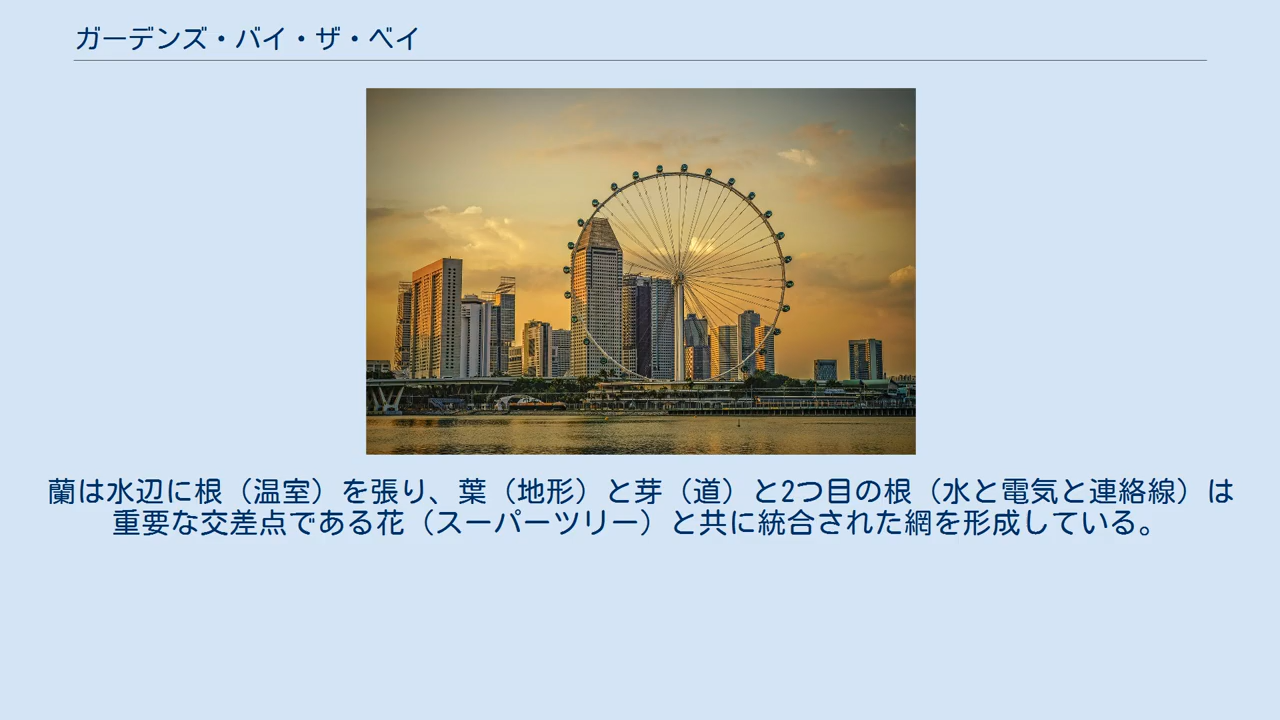 ガーデンズ・バイ・ザ・ベイ
蘭は水辺に根（温室）を張り、葉（地形）と芽（道）と2つ目の根（水と電気と連絡線）は
重要な交差点である花（スーパーツリー）と共に統合された網を形成している。